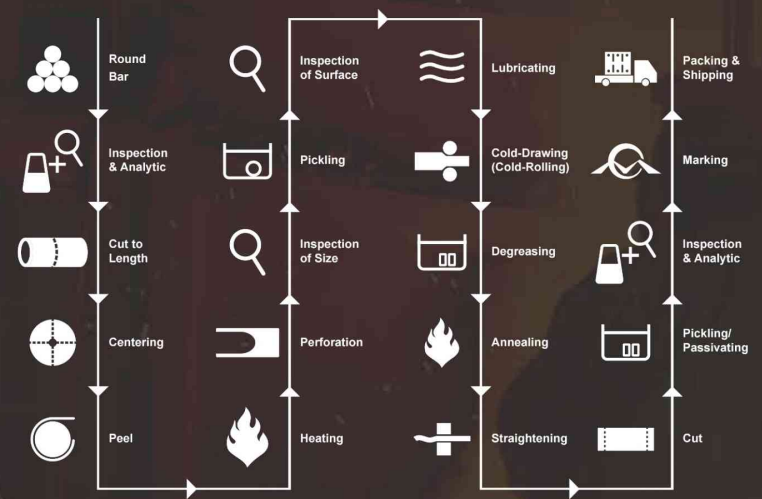 Round
Bar
Inspection
& Analytic
Cut to
Length
Centering
Peel
Heating
Perforation
Inspection
of Size
Pickling
Inspection
of Surface
Lubricating
Cold-Drawing
(Cold-Rolling)
Degreasing
Annealing
Straightening
Cut
Pickling/
Passivating
Inspection
& Analytic
Marking
Packing &
Shipping